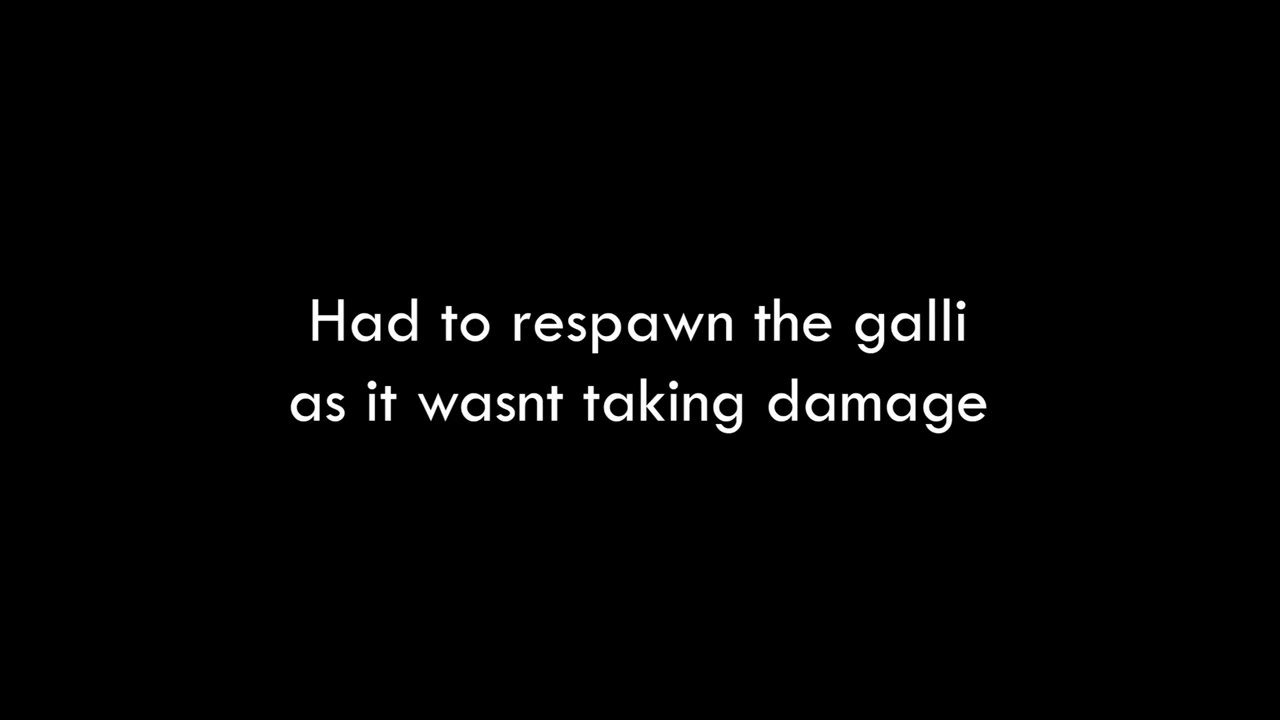 Had to respawn the galli
as it wasnt taking damage